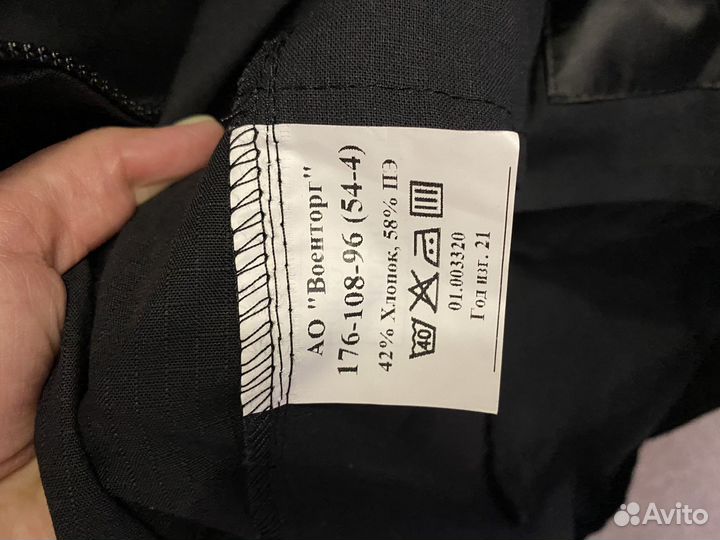 АО "Военторг"
176-108-96 (54-4)
42% Хлопок, 58% ПЭ
40
01.003320
Год изг. 21
Avito